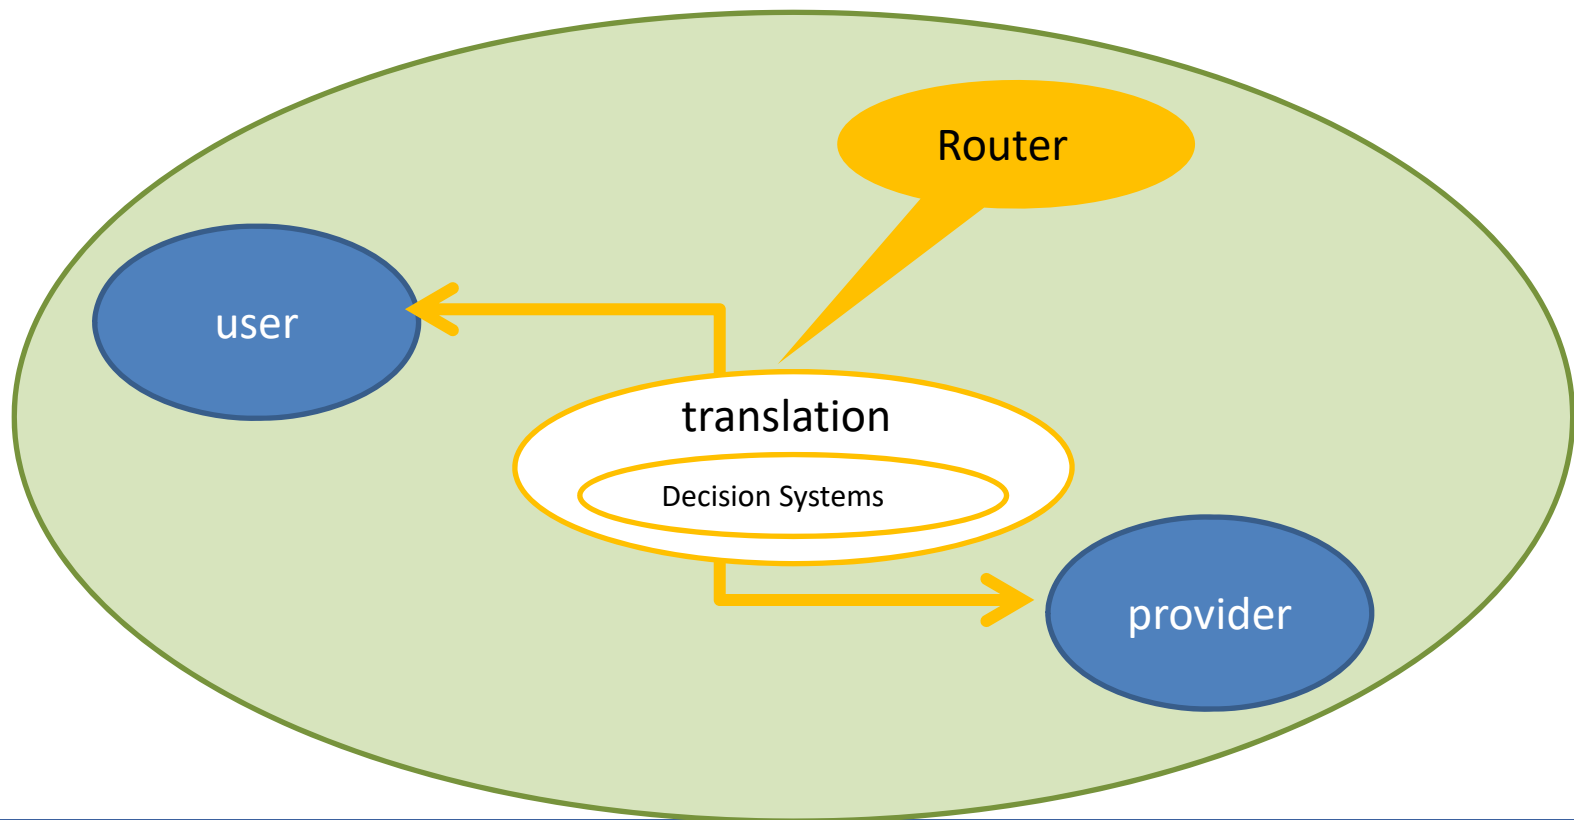 Router
user
translation
Decision Systems
provider